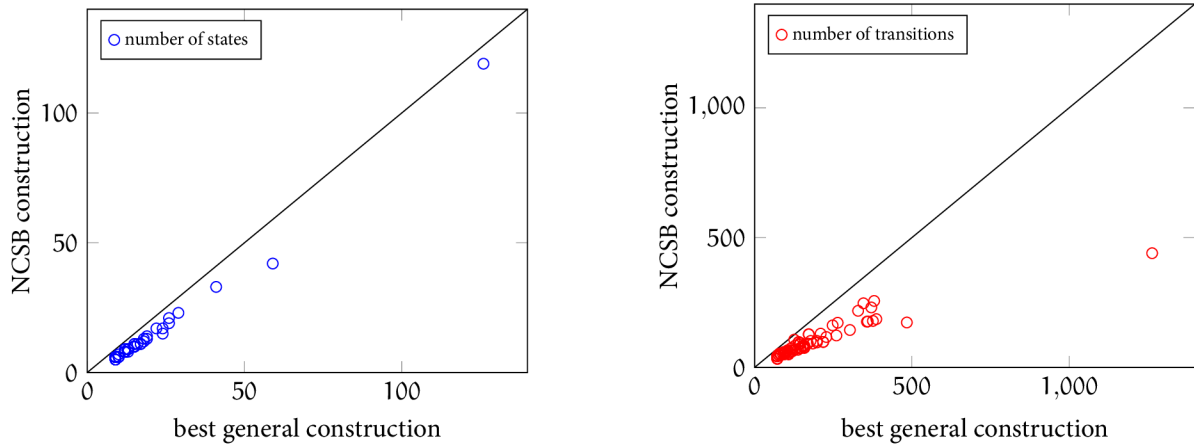 number of states
100
50
0
0
50
100
NCSB construction
best general construction
number of transitions
1,000
500
0
0
500
1,000
NCSB construction
best general construction